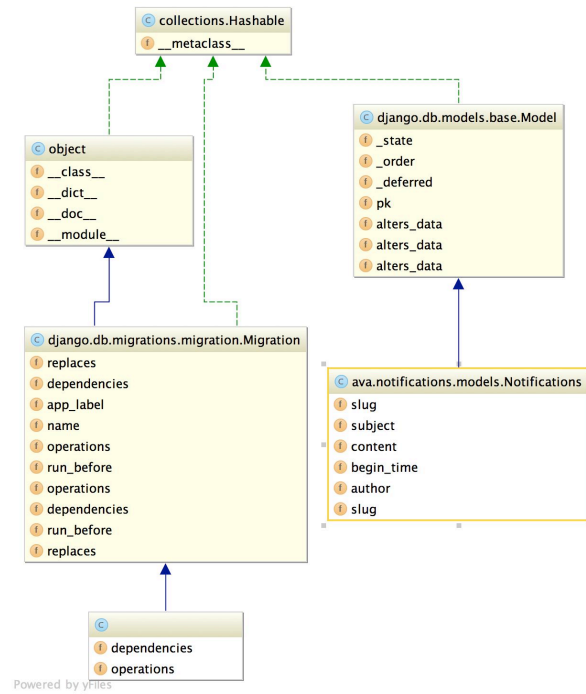 collections.Hashable
__metaclass__
object
__class__
__dict__
__doc__
__module__
django.db.models.base.Model
_state
_order
_deferred
pk
alters_data
alters_data
alters_data
django.db.migrations.migration.Migration
replaces
dependencies
app_label
name
operations
run_before
operations
dependencies
run_before
replaces
ava.notifications.models.Notifications
slug
subject
content
begin_time
author
slug
dependencies
operations
Powered by yFiles